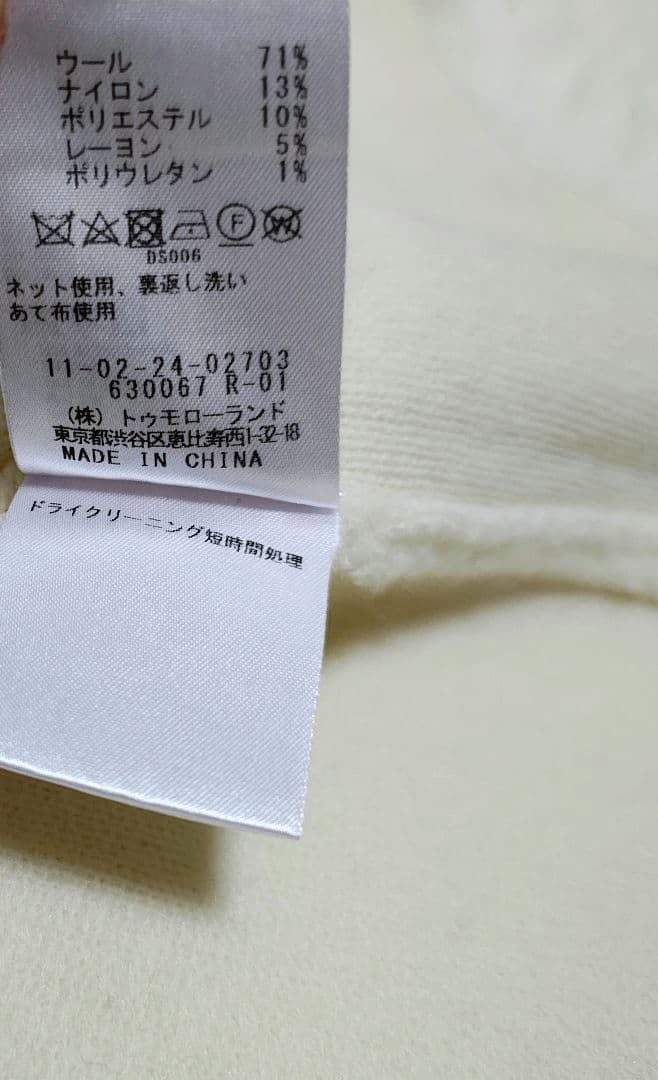 ウール 71%
ナイロン 13%
ポリエステル 10%
レーヨン 5%
ポリウレタン 1%
F W
DS006
ネット使用、裏返し洗い
あて布使用
11-02-24-02703
630067 R-01
(株) トゥモローランド
東京都渋谷区恵比寿西1-32-18
MADE IN CHINA
ドライクリーニング短時間処理